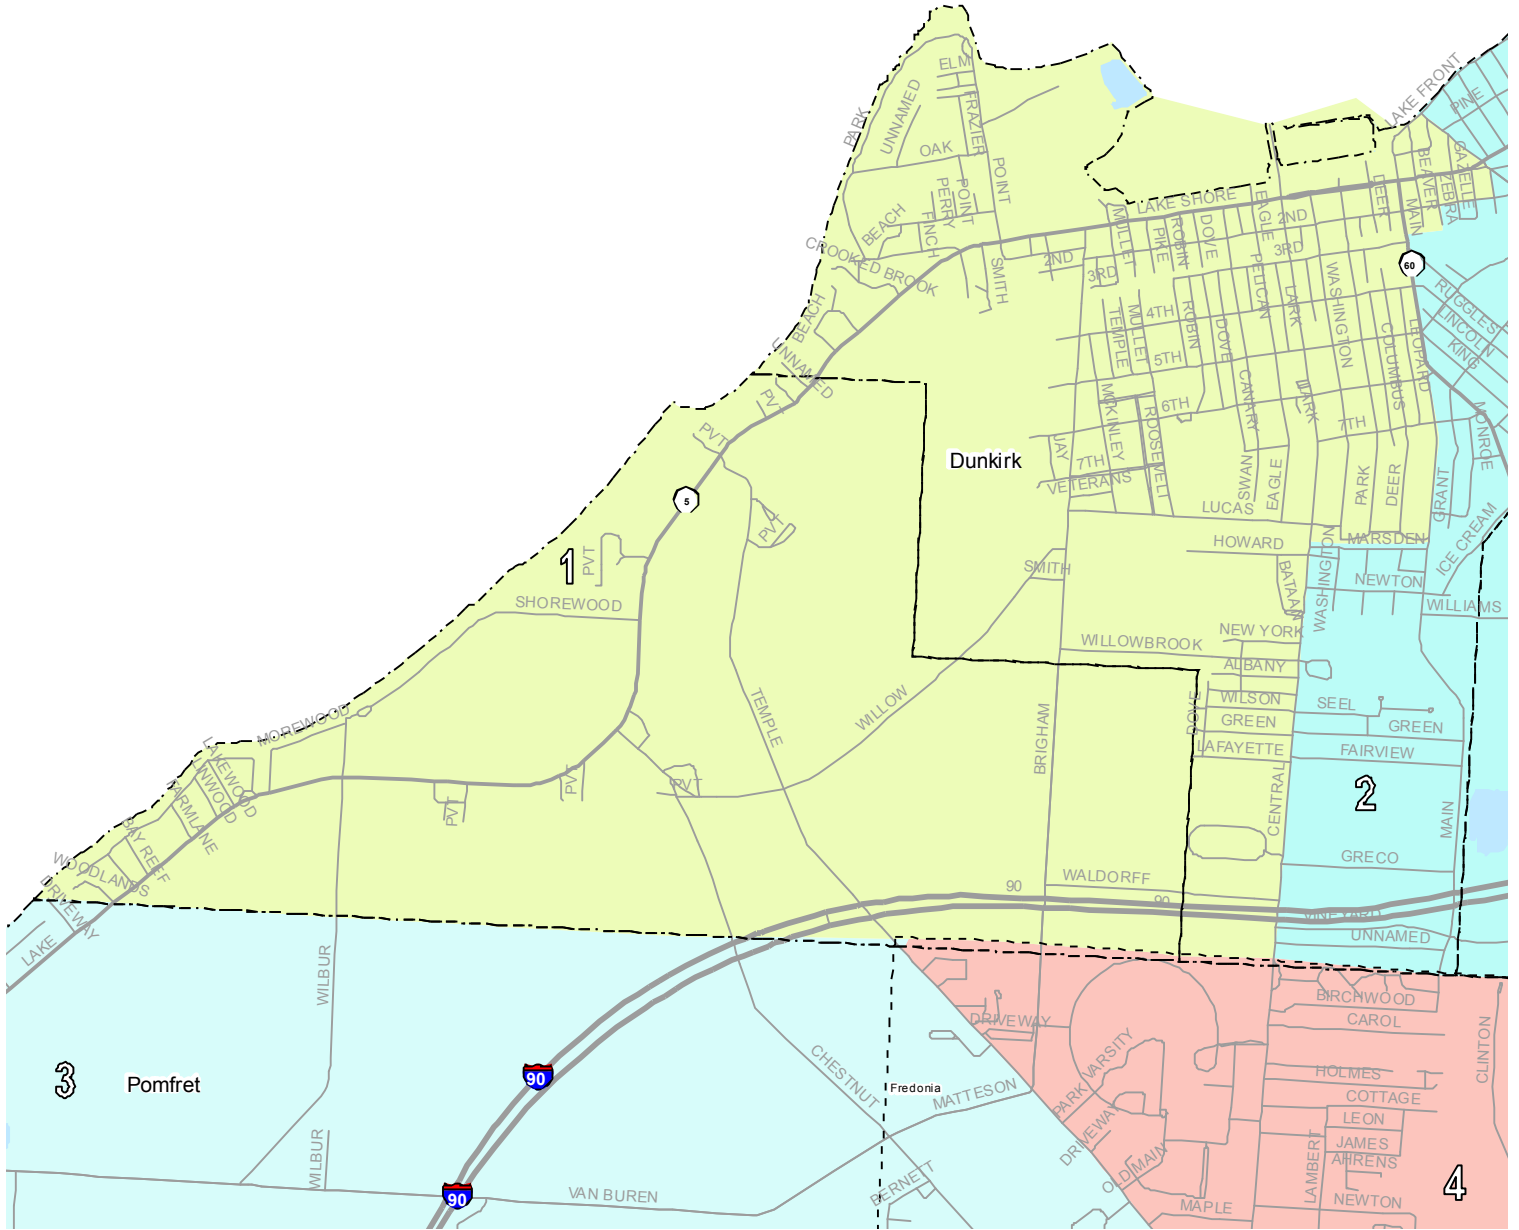 LAKE FRONT
PINE
ELM
UNNAMED
FRAZIER
PARK
OAK
POINT
PERRY
POINT
BEACH
FNCH
CROOKED BROOK
SMITH
LAKE SHORE
MULLET
PIKE
ROBIN
DOVE
EAGLE
2ND
DEER
MAIN
BEAVER
ZEBRA
GAZELLE
2ND
3RD
3RD
PELICAN
LARK
WASHINGTON
60
RUGGLES
LINCOLN
KING
BEACH
UNNAMED
TEMPLE
MULLET
4TH
ROBIN
DOVE
5TH
COLUMBUS
LEOPARD
PVT
PVT
MCKINLEY
ROOSEVELT
6TH
CANARY
LARK
7TH
MONROE
Dunkirk
JAY
7TH
VETERANS
SWAN
EAGLE
PARK
DEER
GRANT
5
PVT
LUCAS
HOWARD
MARSDEN
ICE CREAM
1
PVT
SMITH
BATAAN
WASHINGTON
NEWTON
WILLIAMS
SHOREWOOD
NEW YORK
WILLOWBROOK
ALBANY
MOREWOOD
TEMPLE
WILLOW
BRIGHAM
DOVE
WILSON
GREEN
LAFAYETTE
SEEL
GREEN
FAIRVIEW
LAKEWOOD
LINWOOD
FARMLANE
BAY REEF
WOODLANDS
DRIVEWAY
LAKE
PVT
PVT
PVT
CENTRAL
2
MAIN
GRECO
WALDORFF
90
90
VINEYARD
UNNAMED
WILBUR
DRIVEWAY
BIRCHWOOD
CAROL
CLINTON
3
Pomfret
90
CHESTNUT
Fredonia
MATTESON
PARK
VARSITY
HOLMES
COTTAGE
LEON
JAMES
AHRENS
DRIVEWAY
OLD MAIN
LAMBERT
WILBUR
90
VAN BUREN
BERNETT
MAPLE
NEWTON
4